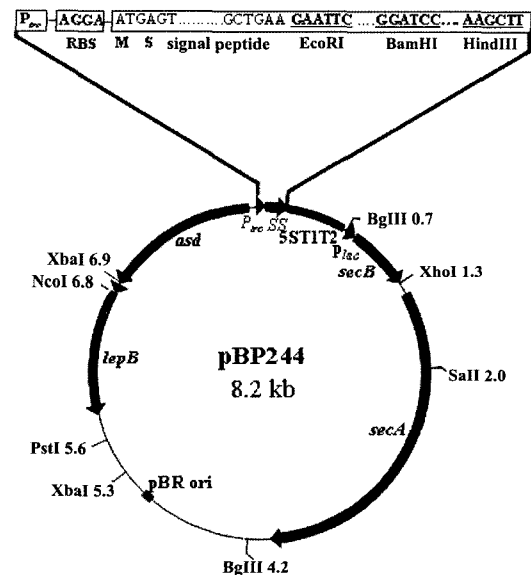 Ptrc AGGA ATGAGT.........GCTGAA GAATTC ....GGATCC... AAGCTT
RBS M S signal peptide EcoRI BamHI HindIII
Ptrc SS
5ST1T2
BglII 0.7
Plac
secB
XhoI 1.3
asd
XbaI 6.9
NcoI 6.8
lepB
pBP244
8.2 kb
SalI 2.0
secA
PstI 5.6
XbaI 5.3
pBR ori
BglII 4.2